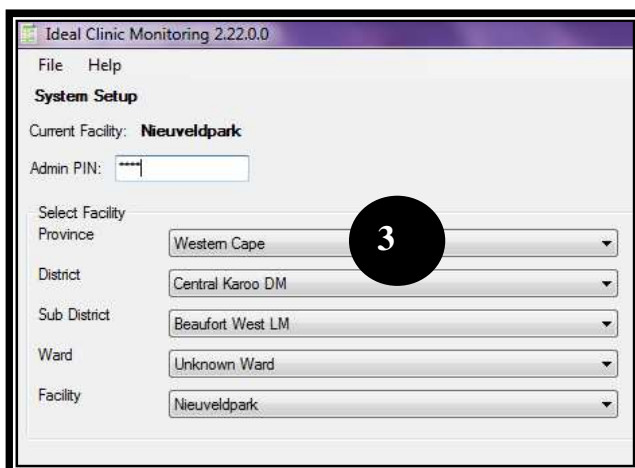 Ideal Clinic Monitoring 2.22.0.0
File Help
System Setup
Current Facility: Nieuveldpark
Admin PIN: ****
Select Facility
Province Western Cape
3
District Central Karoo DM
Sub District Beaufort West LM
Ward Unknown Ward
Facility Nieuveldpark